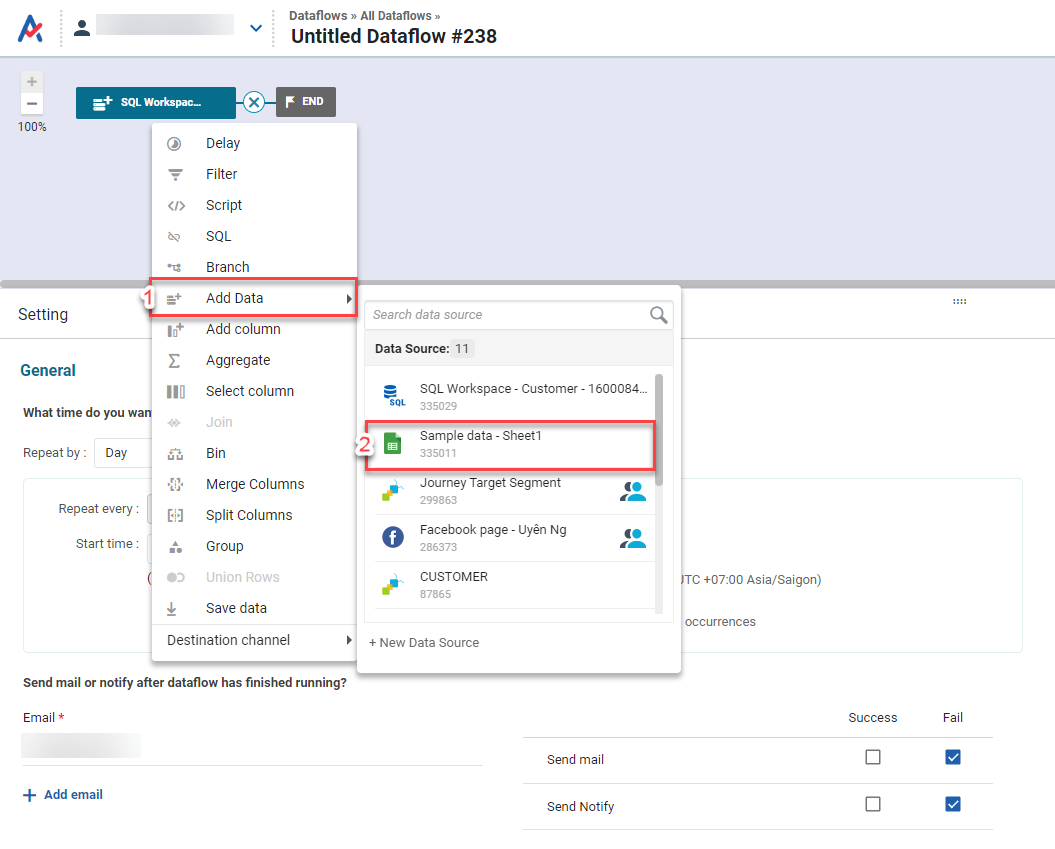 Dataflows » All Dataflows »
Untitled Dataflow #238
100%
SQL Workspac...
END
Delay
Filter
Script
SQL
Branch
1
Add Data
Add column
Aggregate
Select column
Join
Bin
Merge Columns
Split Columns
Group
Union Rows
Save data
Destination channel
Search data source
Data Source: 11
SQL
SQL Workspace - Customer - 1600084...
335029
2
Sample data - Sheet1
335011
Journey Target Segment
299863
Facebook page - Uyên Ng
286373
CUSTOMER
87865
+ New Data Source
Setting
General
What time do you wan
Repeat by :
Day
Repeat every :
Start time :
(
UTC +07:00 Asia/Saigon)
occurrences
Send mail or notify after dataflow has finished running?
Email *
Add email
Success
Fail
Send mail
Send Notify